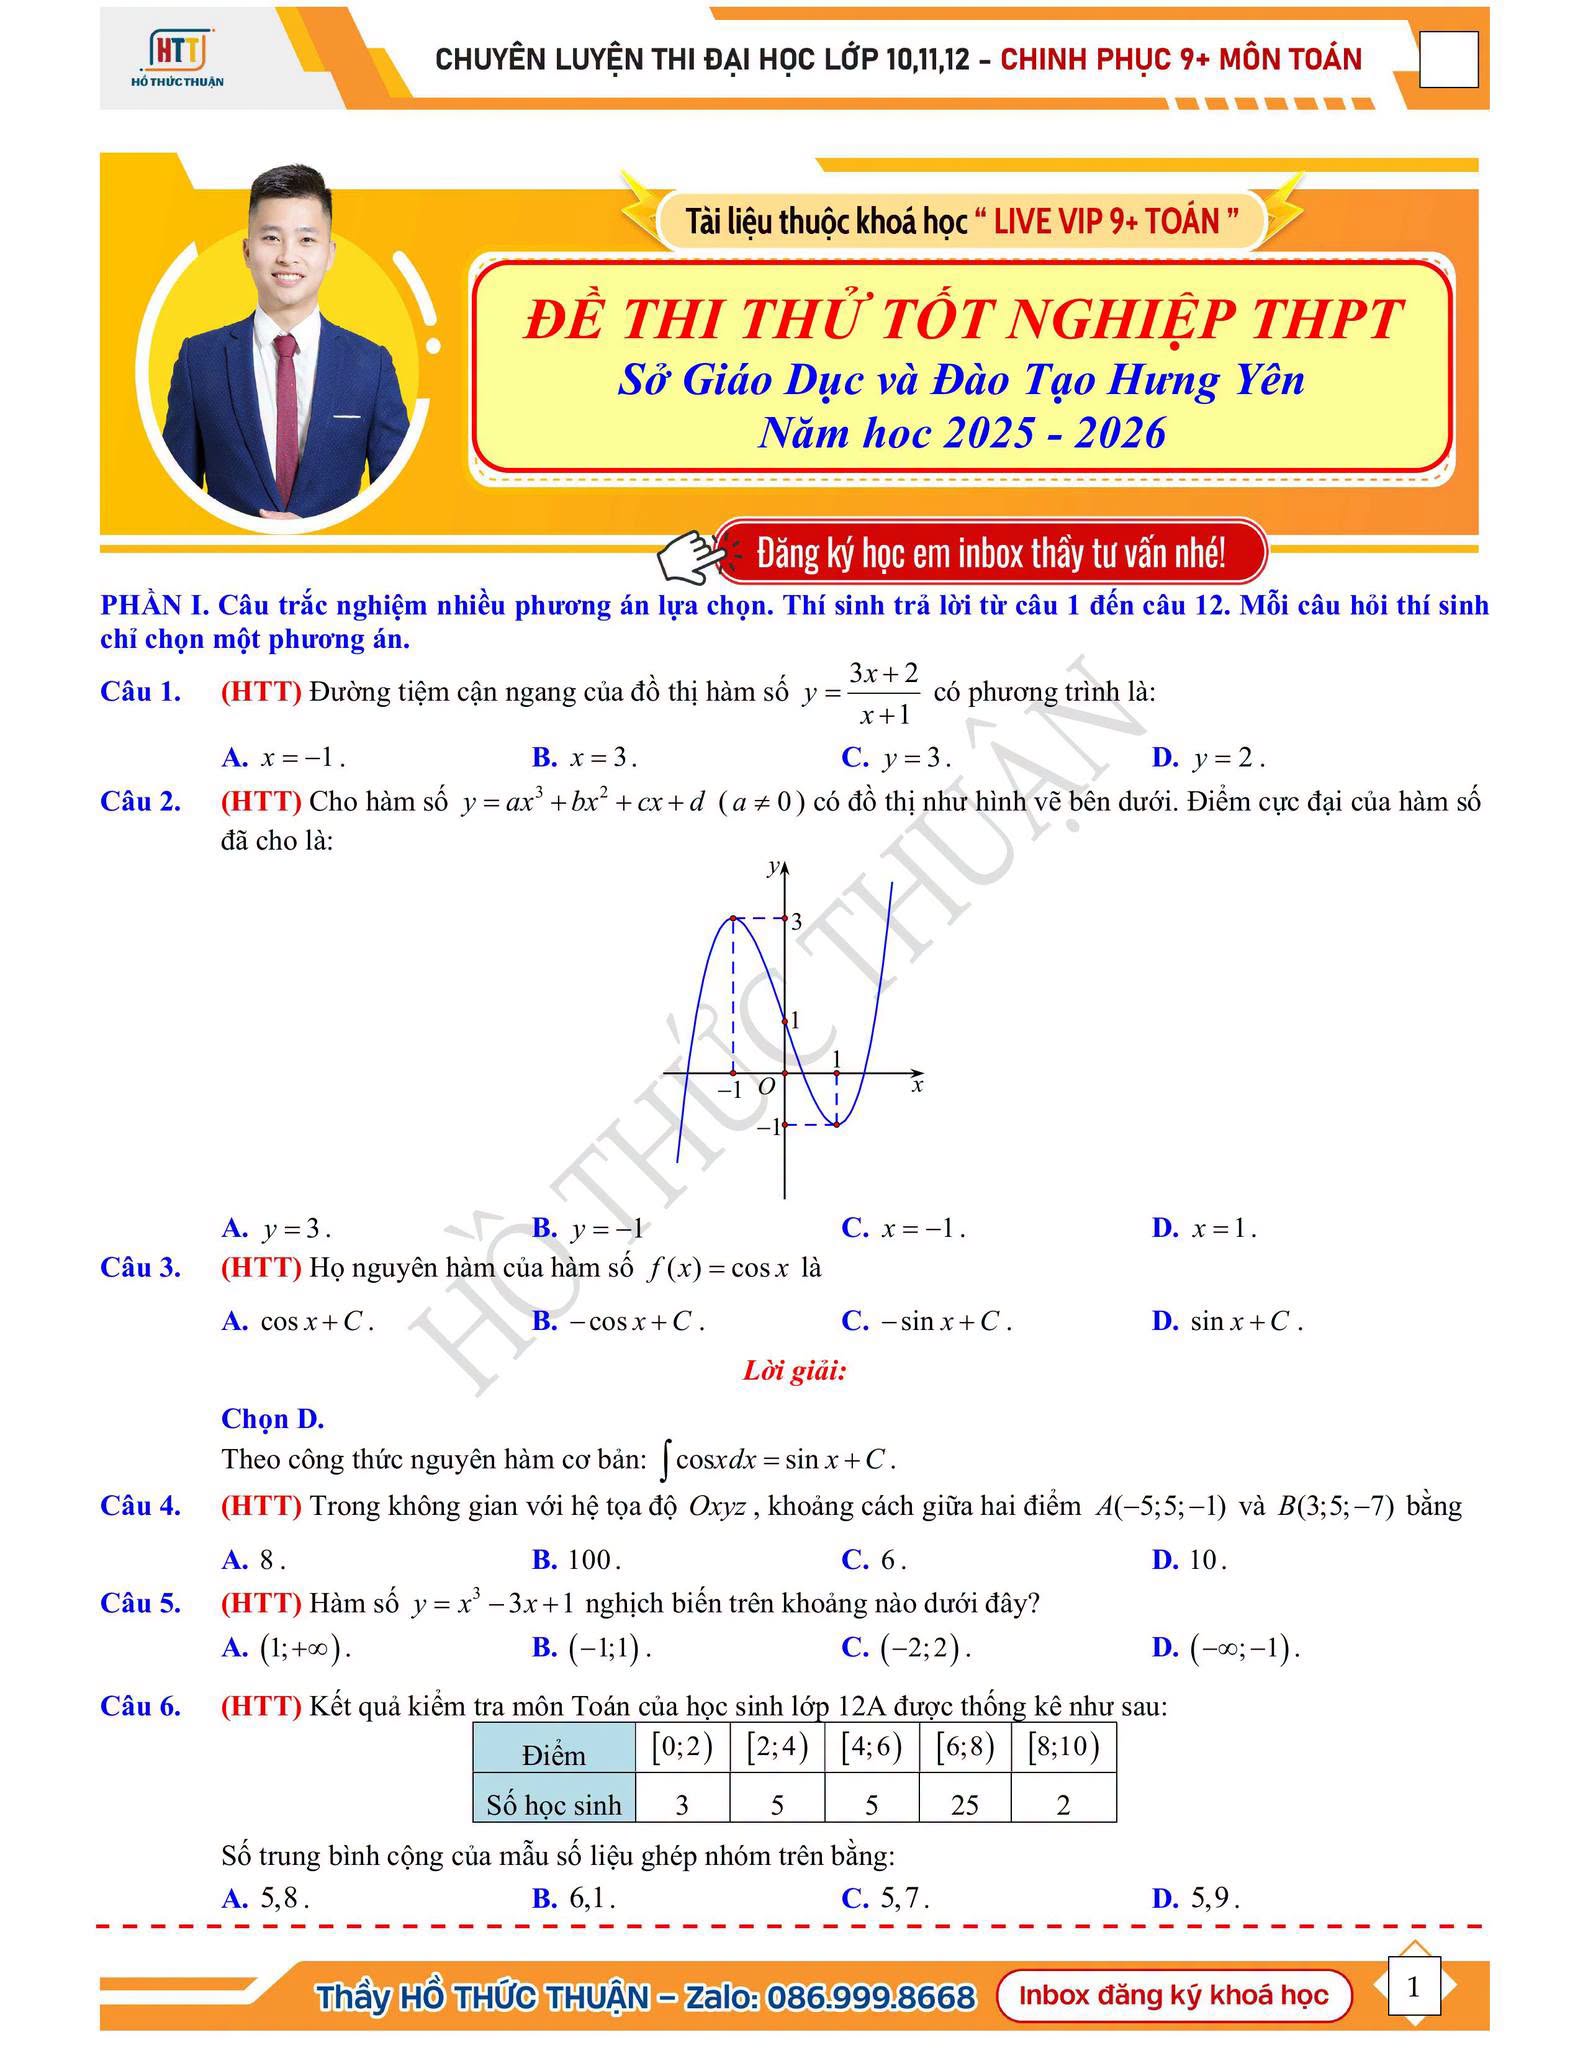 HTT
HỒ THỨC THUẬN
CHUYÊN LUYỆN THI ĐẠI HỌC LỚP 10,11,12 - CHINH PHỤC 9+ MÔN TOÁN
Tài liệu thuộc khoá học “ LIVE VIP 9+ TOÁN ”
ĐỀ THI THỬ TỐT NGHIỆP THPT
Sở Giáo Dục và Đào Tạo Hưng Yên
Năm hoc 2025 - 2026
Đăng ký học em inbox thầy tư vấn nhé!
PHẦN I. Câu trắc nghiệm nhiều phương án lựa chọn. Thí sinh trả lời từ câu 1 đến câu 12. Mỗi câu hỏi thí sinh
chỉ chọn một phương án.
Câu 1. (HTT) Đường tiệm cận ngang của đồ thị hàm số y = (3x + 2)/(x + 1) có phương trình là:
A. x = −1. B. x = 3. C. y = 3. D. y = 2.
Câu 2. (HTT) Cho hàm số y = ax³ + bx² + cx + d ( a ≠ 0 ) có đồ thị như hình vẽ bên dưới. Điểm cực đại của hàm số
đã cho là:
y
3
1
1
−1 O x
−1
A. y = 3. B. y = −1 C. x = −1. D. x = 1.
Câu 3. (HTT) Họ nguyên hàm của hàm số f(x) = cos x là
A. cos x + C. B. −cos x + C. C. −sin x + C. D. sin x + C.
Lời giải:
Chọn D.
Theo công thức nguyên hàm cơ bản: ∫cosxdx = sin x + C.
Câu 4. (HTT) Trong không gian với hệ tọa độ Oxyz, khoảng cách giữa hai điểm A(−5;5;−1) và B(3;5;−7) bằng
A. 8. B. 100. C. 6. D. 10.
Câu 5. (HTT) Hàm số y = x³ − 3x + 1 nghịch biến trên khoảng nào dưới đây?
A. (1;+∞). B. (−1;1). C. (−2;2). D. (−∞;−1).
Câu 6. (HTT) Kết quả kiểm tra môn Toán của học sinh lớp 12A được thống kê như sau:
Điểm [0;2) [2;4) [4;6) [6;8) [8;10)
Số học sinh 3 5 5 25 2
Số trung bình cộng của mẫu số liệu ghép nhóm trên bằng:
A. 5,8. B. 6,1. C. 5,7. D. 5,9.
HỒ THỨC THUẬN
Thầy HỒ THỨC THUẬN – Zalo: 086.999.8668 Inbox đăng ký khoá học 1